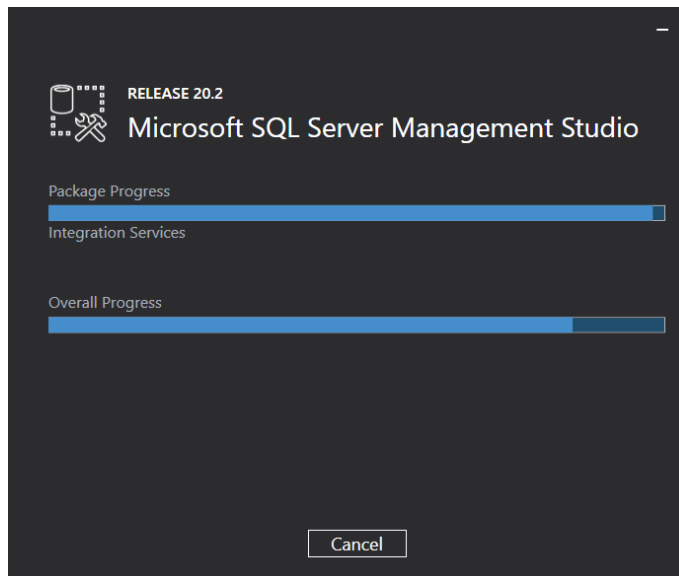 RELEASE 20.2
Microsoft SQL Server Management Studio
Package Progress
Integration Services
Overall Progress
Cancel